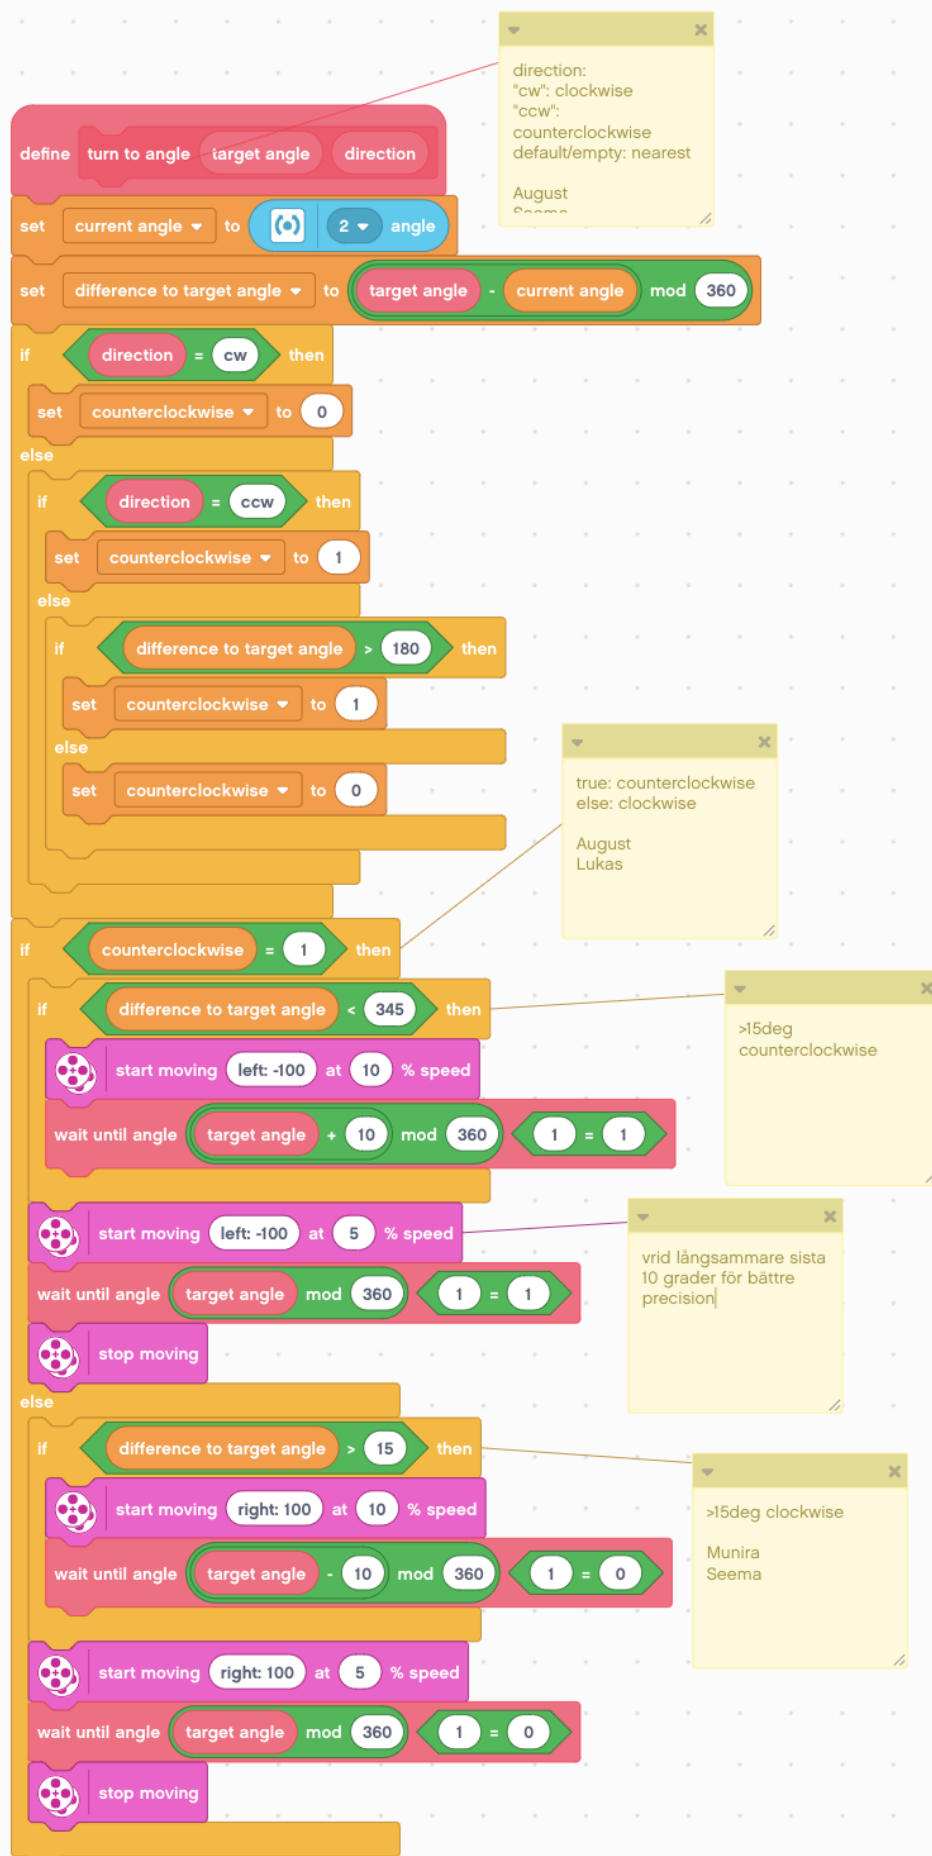 direction:
"cw": clockwise
"ccw":
counterclockwise
default/empty: nearest
August
Seema
define turn to angle target angle direction
set current angle to 2 angle
set difference to target angle to target angle - current angle mod 360
if direction = cw then
set counterclockwise to 0
else
if direction = ccw then
set counterclockwise to 1
else
if difference to target angle > 180 then
set counterclockwise to 1
else
set counterclockwise to 0
true: counterclockwise
else: clockwise
August
Lukas
if counterclockwise = 1 then
if difference to target angle < 345 then
>15deg
counterclockwise
start moving left: -100 at 10 % speed
wait until angle target angle + 10 mod 360 1 = 1
start moving left: -100 at 5 % speed
vrid långsammare sista
10 grader för bättre
precision
wait until angle target angle mod 360 1 = 1
stop moving
else
if difference to target angle > 15 then
>15deg clockwise
Munira
Seema
start moving right: 100 at 10 % speed
wait until angle target angle - 10 mod 360 1 = 0
start moving right: 100 at 5 % speed
wait until angle target angle mod 360 1 = 0
stop moving